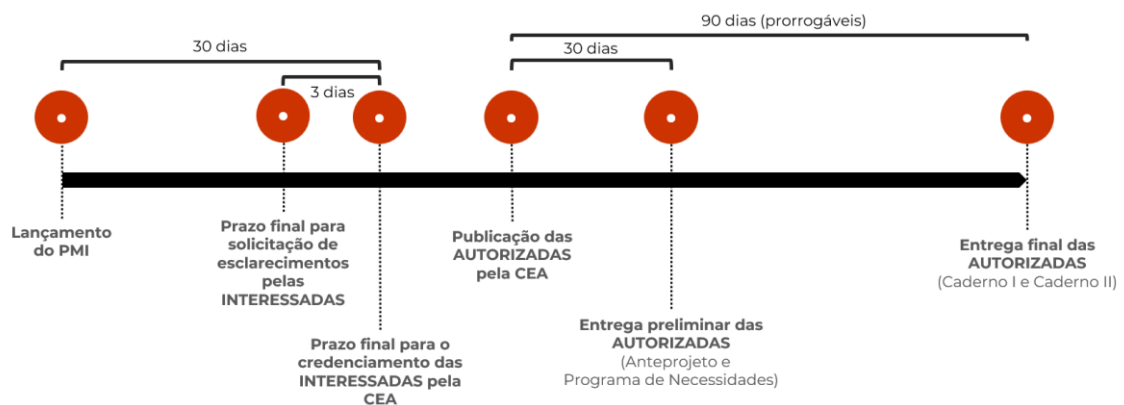 90 dias (prorrogáveis)
30 dias
30 dias
3 dias
Lançamento
do PMI
Prazo final para
solicitação de
esclarecimentos
pelas
INTERESSADAS
Prazo final para o
credenciamento das
INTERESSADAS pela
CEA
Publicação das
AUTORIZADAS
pela CEA
Entrega preliminar das
AUTORIZADAS
(Anteprojeto e
Programa de Necessidades)
Entrega final das
AUTORIZADAS
(Caderno I e Caderno II)